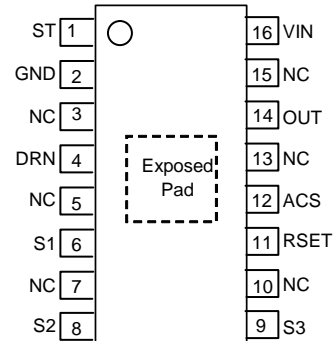 ST 1
GND 2
NC 3
DRN 4
NC 5
S1 6
NC 7
S2 8
Exposed
Pad
16 VIN
15 NC
14 OUT
13 NC
12 ACS
11 RSET
10 NC
9 S3